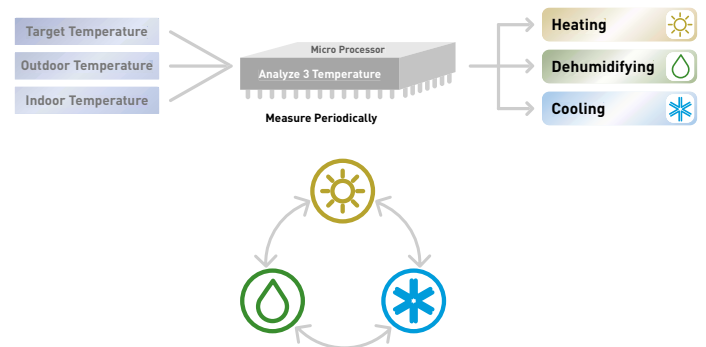 Target Temperature
Outdoor Temperature
Indoor Temperature
Micro Processor
Analyze 3 Temperature
Measure Periodically
Heating
Dehumidifying
Cooling